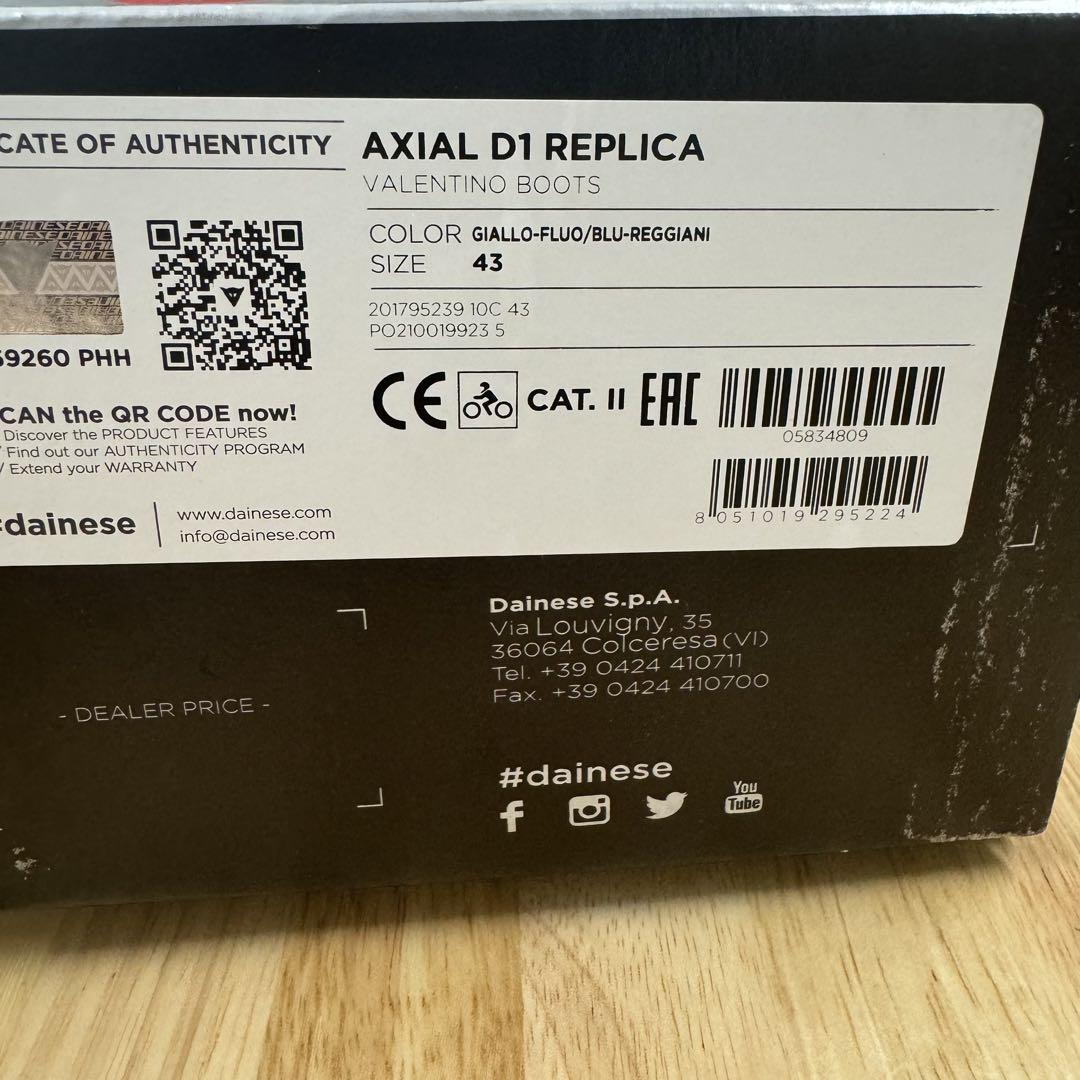 CATE OF AUTHENTICITY
59260 PHH
CAN the QR CODE now!
Discover the PRODUCT FEATURES
/ Find out our AUTHENTICITY PROGRAM
/ Extend your WARRANTY
#dainese
www.dainese.com
info@dainese.com
AXIAL D1 REPLICA
VALENTINO BOOTS
COLOR GIALLO-FLUO/BLU-REGGIANI
SIZE 43
201795239 10C 43
PO210019923 5
CE CAT. II EAC
05834809
8 051019 295224
Dainese S.p.A.
Via Louvigny, 35
36064 Colceresa (VI)
Tel. +39 0424 410711
Fax. +39 0424 410700
- DEALER PRICE -
#dainese
You
Tube